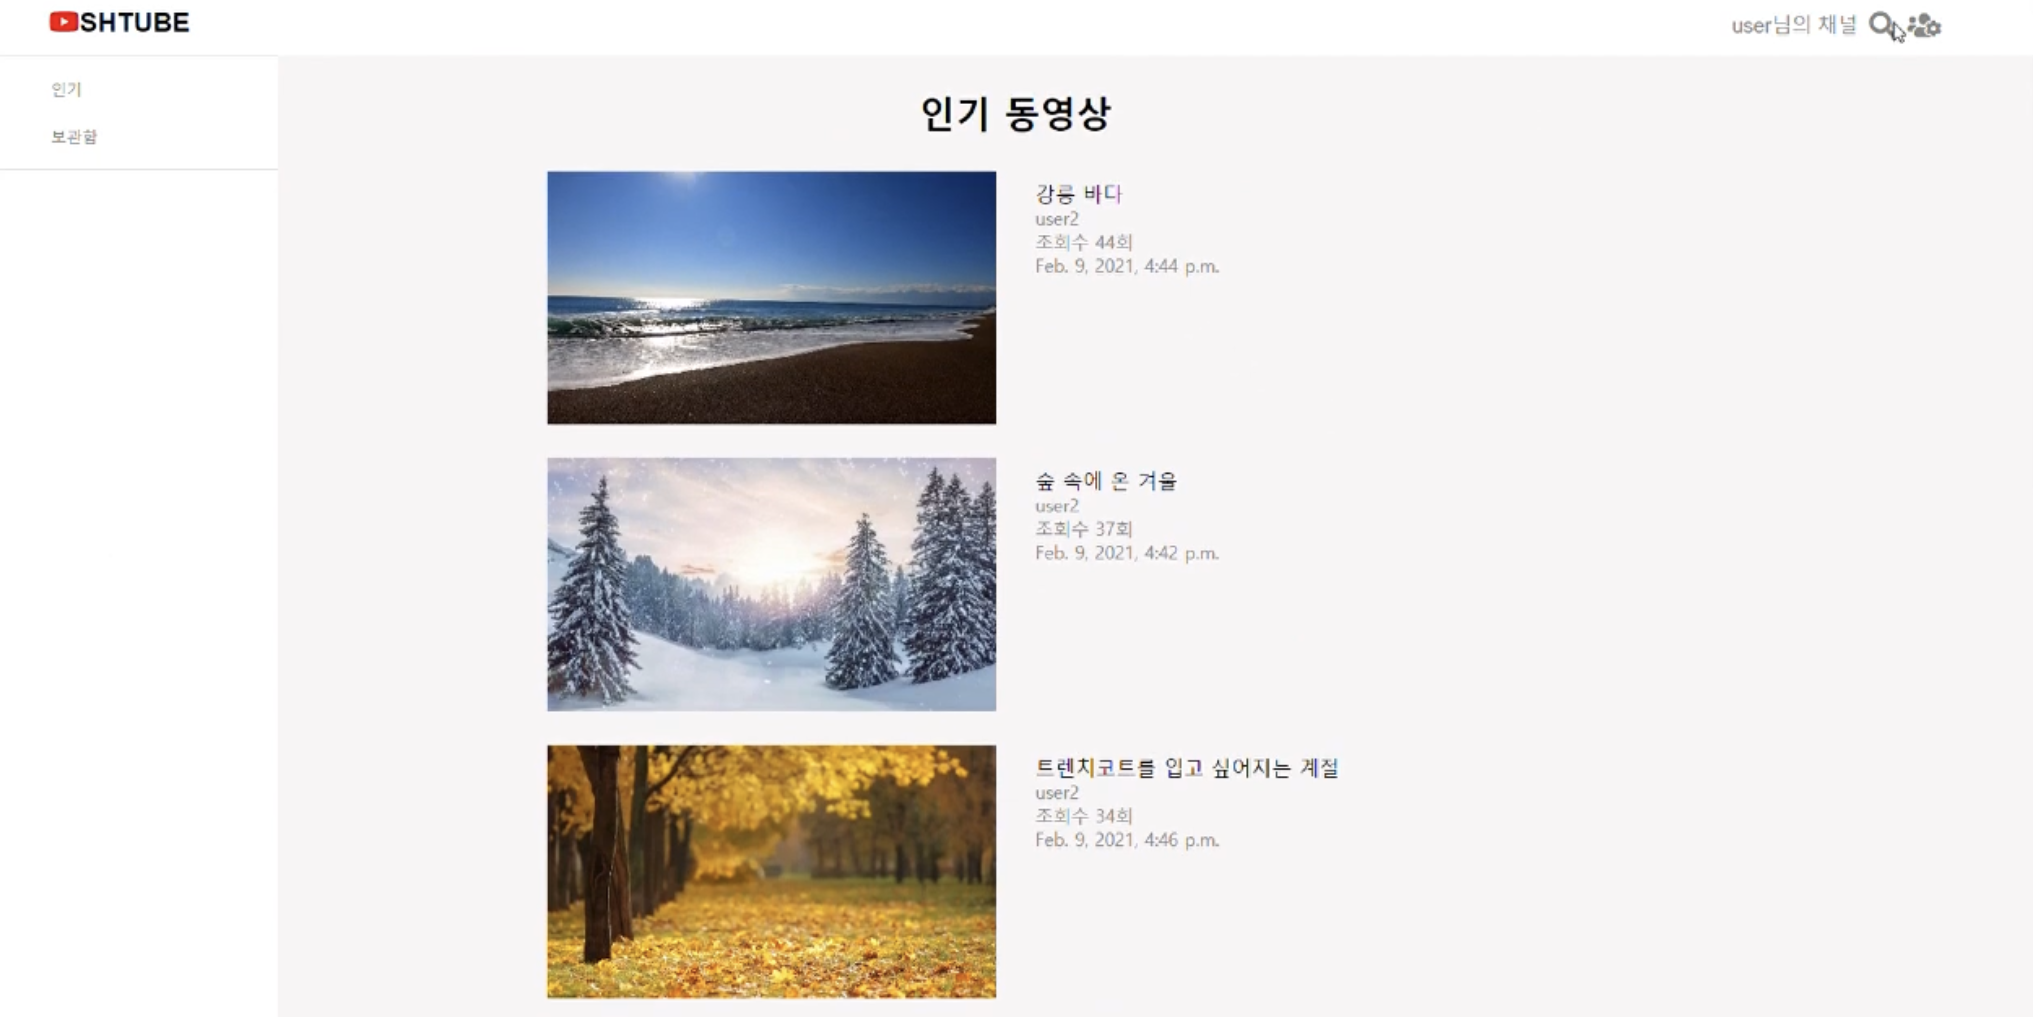 SHTUBE
user님의 채널
인기
보관함
인기 동영상
강릉 바다
user2
조회수 44회
Feb. 9, 2021, 4:44 p.m.
숲 속에 온 겨울
user2
조회수 37회
Feb. 9, 2021, 4:42 p.m.
트렌치코트를 입고 싶어지는 계절
user2
조회수 34회
Feb. 9, 2021, 4:46 p.m.